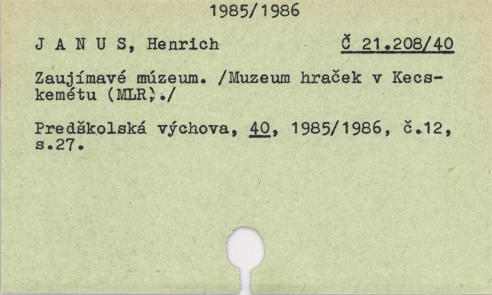 1985/1986
J A N U S, Henrich Č 21.208/40
Zaujímavé múzeum. /Muzeum hraček v Kecs-
kemétu (MLR)./
Predškolská výchova, 40, 1985/1986, č.12,
s.27.